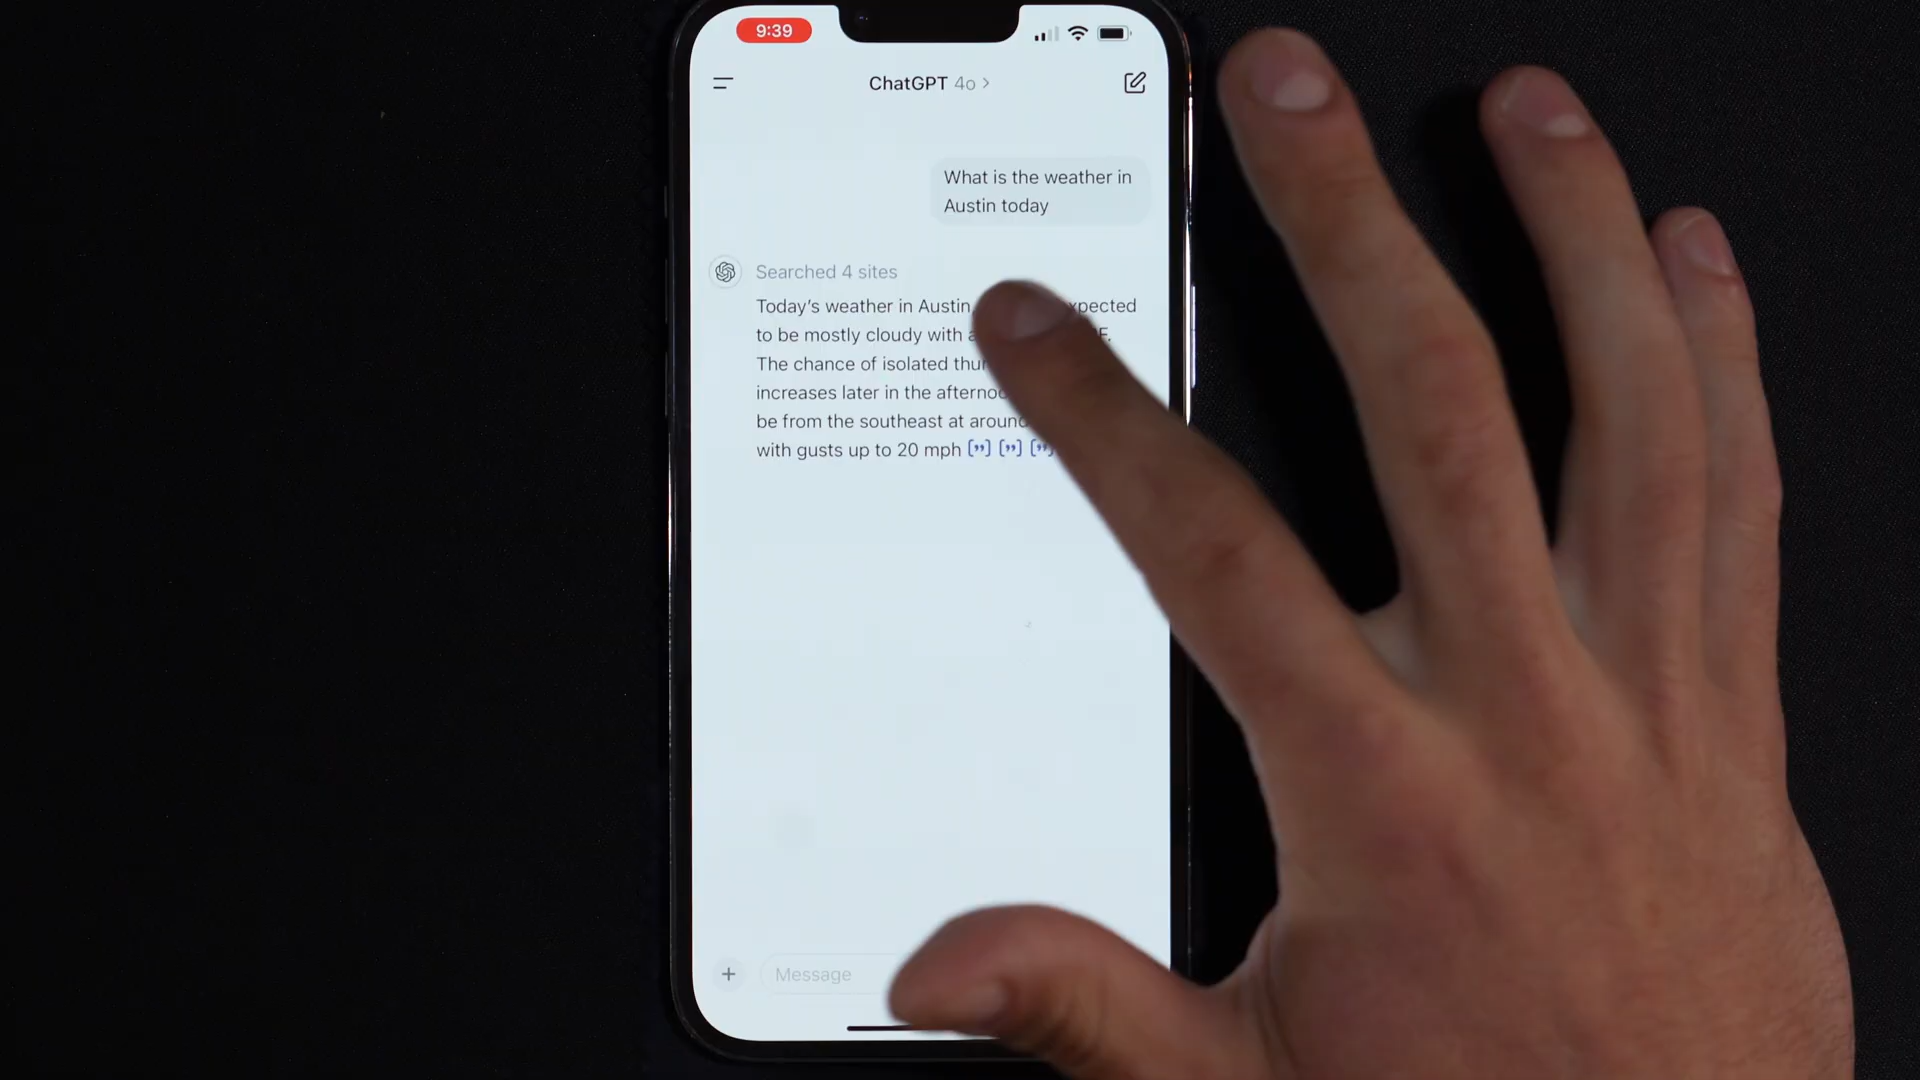 9:39
ChatGPT 4o >
What is the weather in
Austin today
Searched 4 sites
Today's weather in Austin
to be mostly cloudy with
The chance of isolated
increases later in the
be from the southeast at around
with gusts up to 20 mph
Message